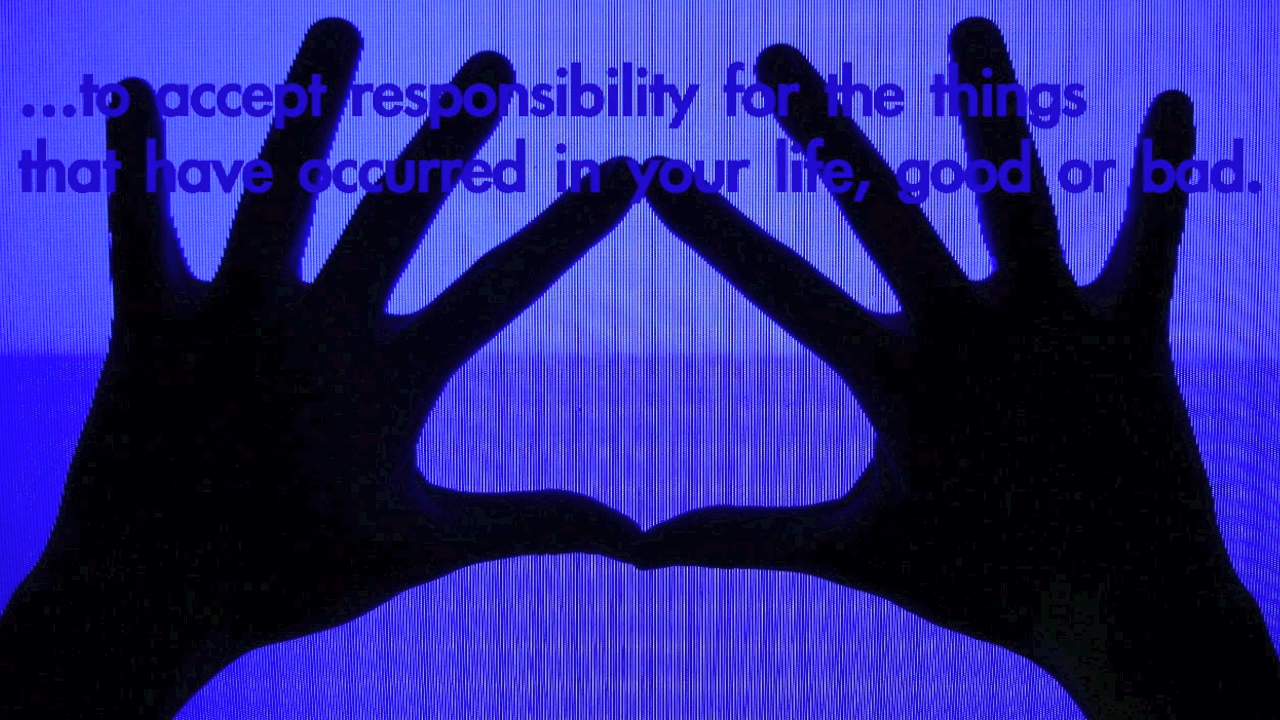 ...to accept responsibility for the things
that have occurred in your life, good or bad.